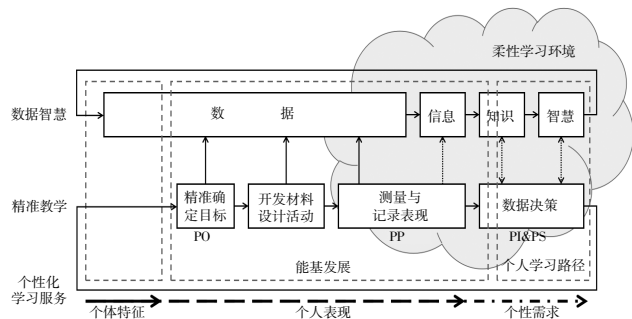 柔性学习环境
数据智慧
数 据
信息
知识
智慧
精准教学
精准确
定目标
开发材料
设计活动
测量与
记录表现
数据决策
PO
PP
PI&PS
能基发展
个人学习路径
个性化
学习服务
个体特征
个人表现
个性需求